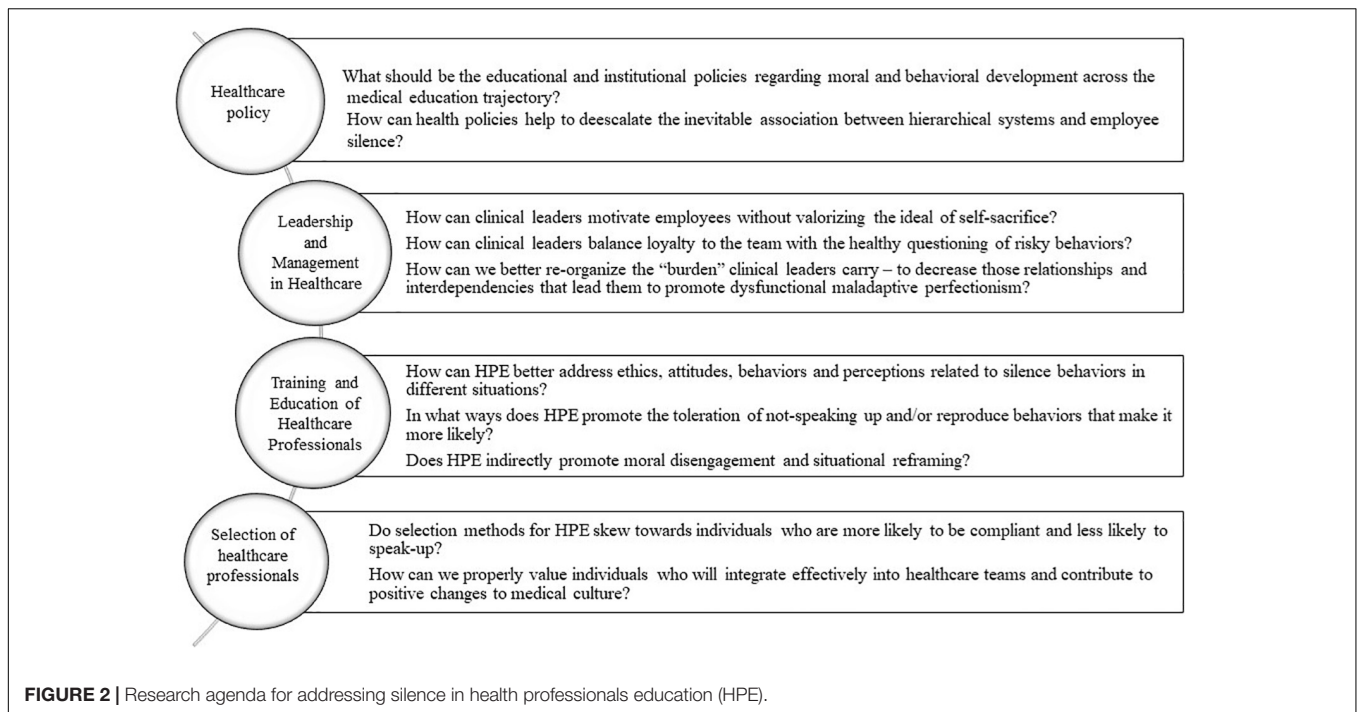 Healthcare
policy
What should be the educational and institutional policies regarding moral and behavioral development across the
medical education trajectory?
How can health policies help to deescalate the inevitable association between hierarchical systems and employee
silence?
Leadership
and
Management
in Healthcare
How can clinical leaders motivate employees without valorizing the ideal of self-sacrifice?
How can clinical leaders balance loyalty to the team with the healthy questioning of risky behaviors?
How can we better re-organize the “burden” clinical leaders carry – to decrease those relationships and
interdependencies that lead them to promote dysfunctional maladaptive perfectionism?
Training and
Education of
Healthcare
Professionals
How can HPE better address ethics, attitudes, behaviors and perceptions related to silence behaviors in
different situations?
In what ways does HPE promote the toleration of not-speaking up and/or reproduce behaviors that make it
more likely?
Does HPE indirectly promote moral disengagement and situational reframing?
Selection of
healthcare
professionals
Do selection methods for HPE skew towards individuals who are more likely to be compliant and less likely to
speak-up?
How can we properly value individuals who will integrate effectively into healthcare teams and contribute to
positive changes to medical culture?
FIGURE 2 | Research agenda for addressing silence in health professionals education (HPE).